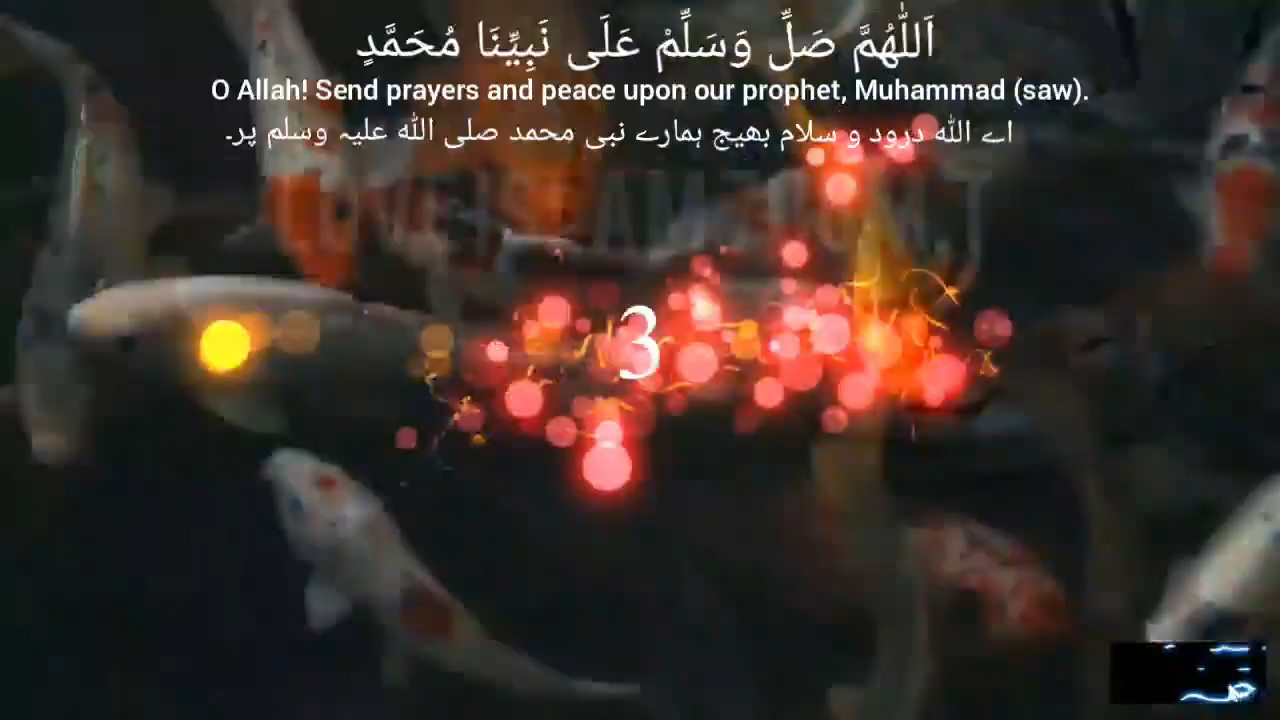 اَللّٰهُمَّ صَلِّ وَسَلِّمْ عَلَى نَبِيِّنَا مُحَمَّدٍ
O Allah! Send prayers and peace upon our prophet, Muhammad (saw).
اے اللہ درود و سلام بھیج ہمارے نبی محمد صلی اللہ علیہ وسلم پر۔
3